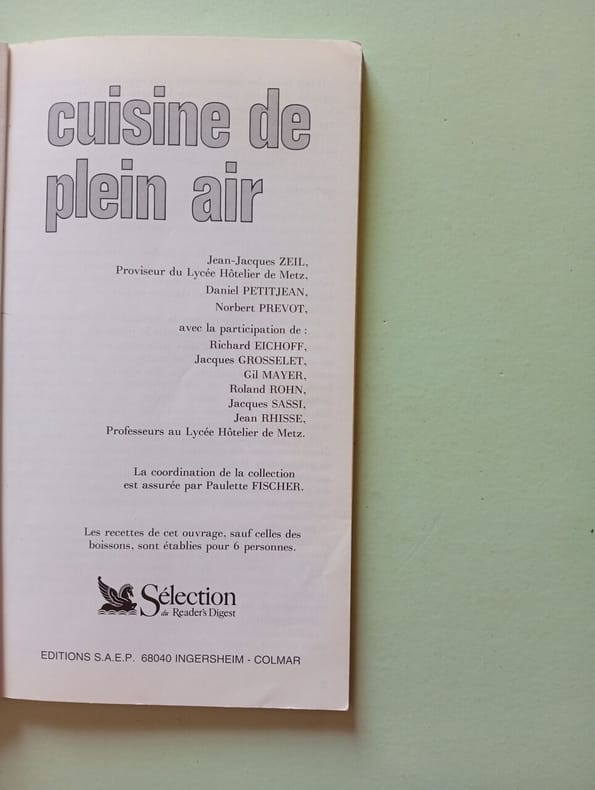 cuisine de
plein air
Jean-Jacques ZEIL,
Proviseur du Lycée Hôtelier de Metz,
Daniel PETITJEAN,
Norbert PREVOT,
avec la participation de :
Richard EICHOFF,
Jacques GROSSELET,
Gil MAYER,
Roland ROHN,
Jacques SASSI,
Jean RHISSE,
Professeurs au Lycée Hôtelier de Metz.
La coordination de la collection
est assurée par Paulette FISCHER.
Les recettes de cet ouvrage, sauf celles des
boissons, sont établies pour 6 personnes.
Sélection
du Reader's Digest
EDITIONS S.A.E.P. 68040 INGERSHEIM - COLMAR